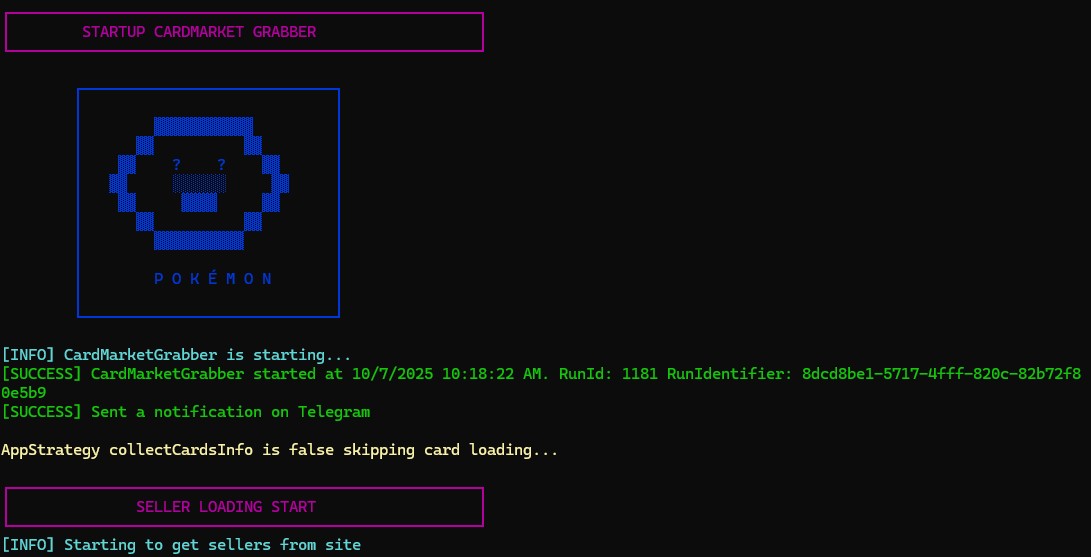 STARTUP CARDMARKET GRABBER
? ?
POKÉMON
[INFO] CardMarketGrabber is starting...
[SUCCESS] CardMarketGrabber started at 10/7/2025 10:18:22 AM. RunId: 1181 RunIdentifier: 8dcd8be1-5717-4fff-820c-82b72f8
0e5b9
[SUCCESS] Sent a notification on Telegram
AppStrategy collectCardsInfo is false skipping card loading...
SELLER LOADING START
[INFO] Starting to get sellers from site